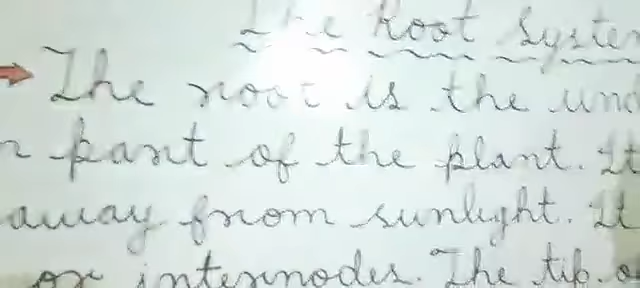 The Root System
The root is the und
r part of the plant. It
away from sunlight. It
or internodes. The tip o